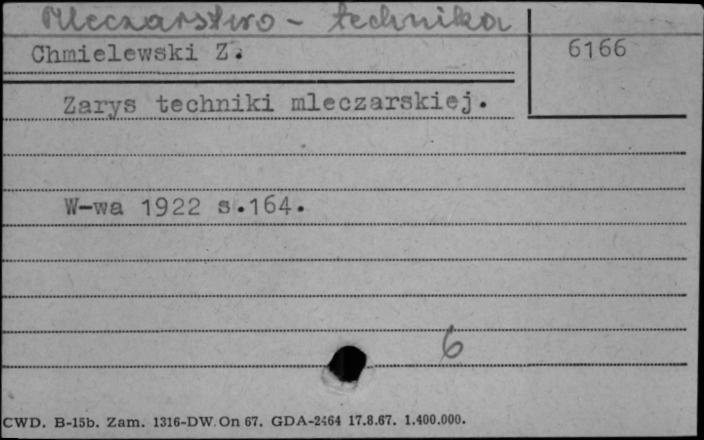 Mleczarstwo - technika
Chmielewski Z.
6166
Zarys techniki mleczarskiej.
W-wa 1922 s.164.
6
CWD. B-15b. Zam. 1316-DW. On 67. GDA-2464 17.8.67. 1.400.000.